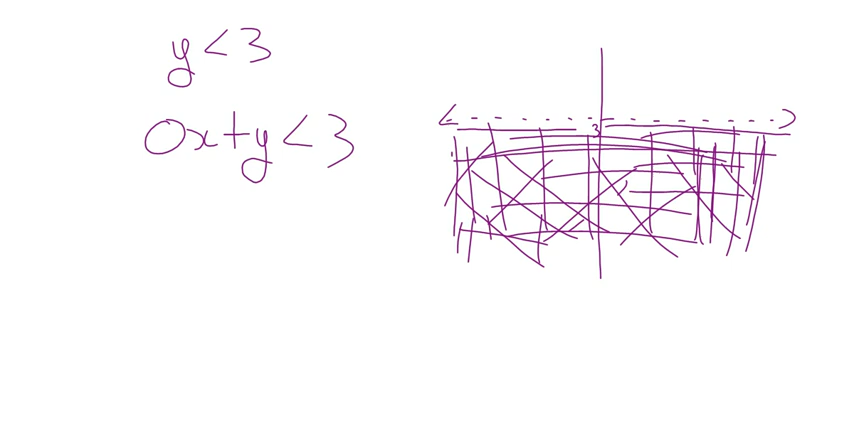 y < 3
0x + y < 3
3